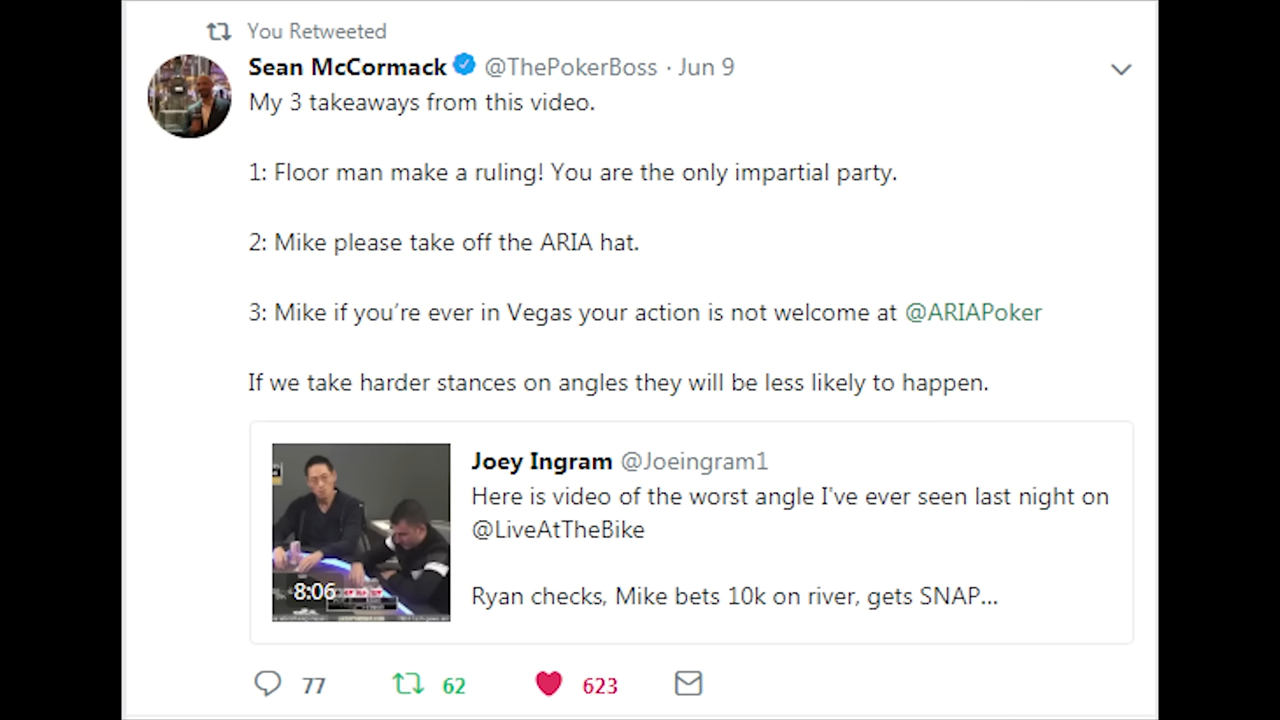 You Retweeted
Sean McCormack @ThePokerBoss · Jun 9
My 3 takeaways from this video.
1: Floor man make a ruling! You are the only impartial party.
2: Mike please take off the ARIA hat.
3: Mike if you’re ever in Vegas your action is not welcome at @ARIAPoker
If we take harder stances on angles they will be less likely to happen.
Joey Ingram @Joeingram1
Here is video of the worst angle I've ever seen last night on
@LiveAtTheBike
8:06
Ryan checks, Mike bets 10k on river, gets SNAP...
77 62 623